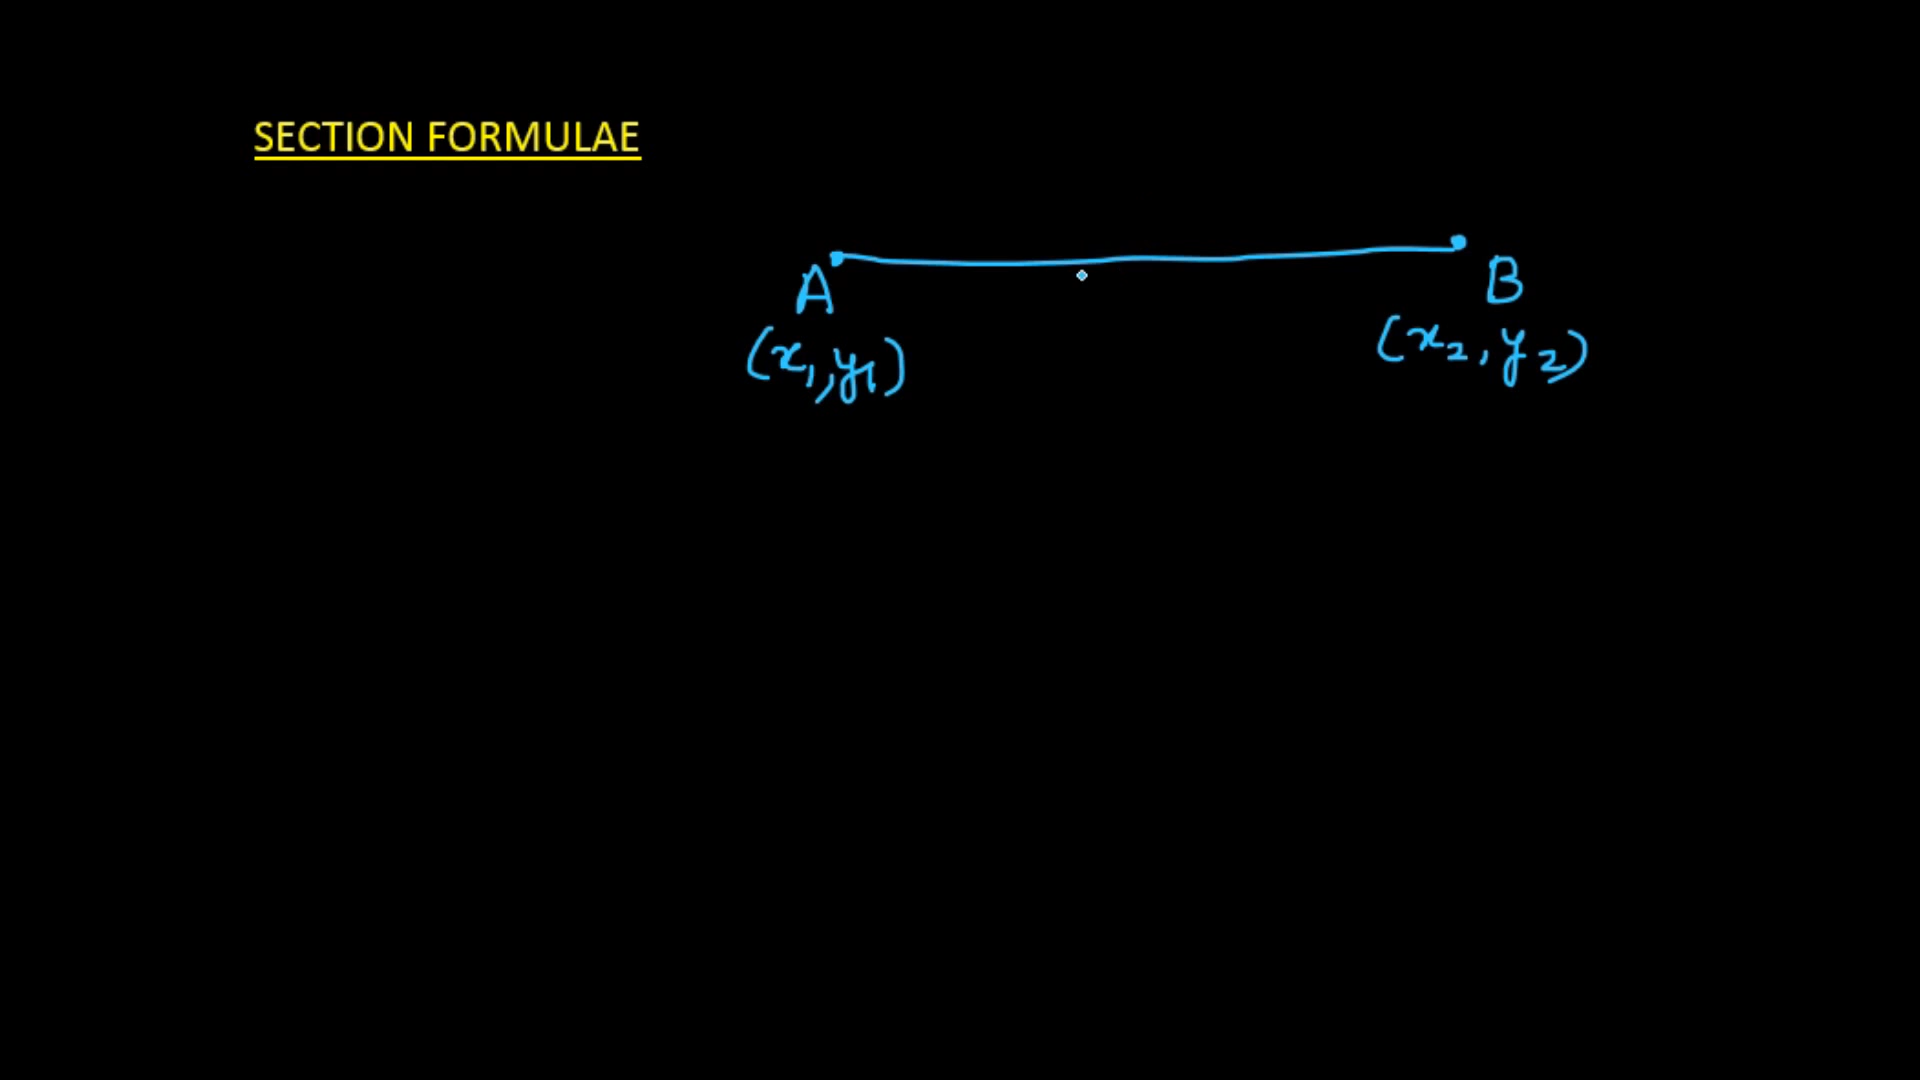 SECTION FORMULAE
A B
(x₁,y₁) (x₂,y₂)